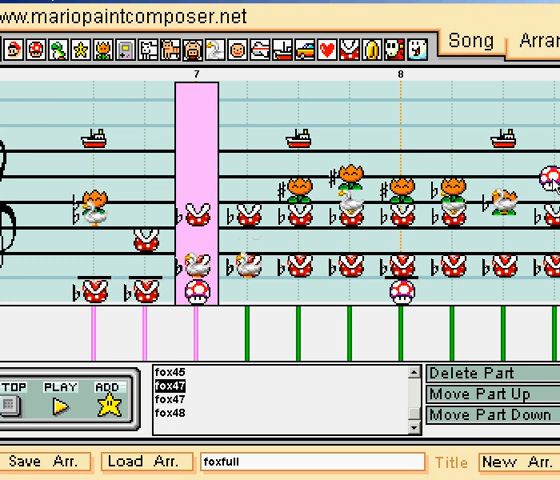 www.mariopaintcomposer.net
Song
Arran
7
8
TOP PLAY ADD
fox45
fox47
fox47
fox48
Delete Part
Move Part Up
Move Part Down
Save Arr.
Load Arr.
foxfull
Title
New Arr.